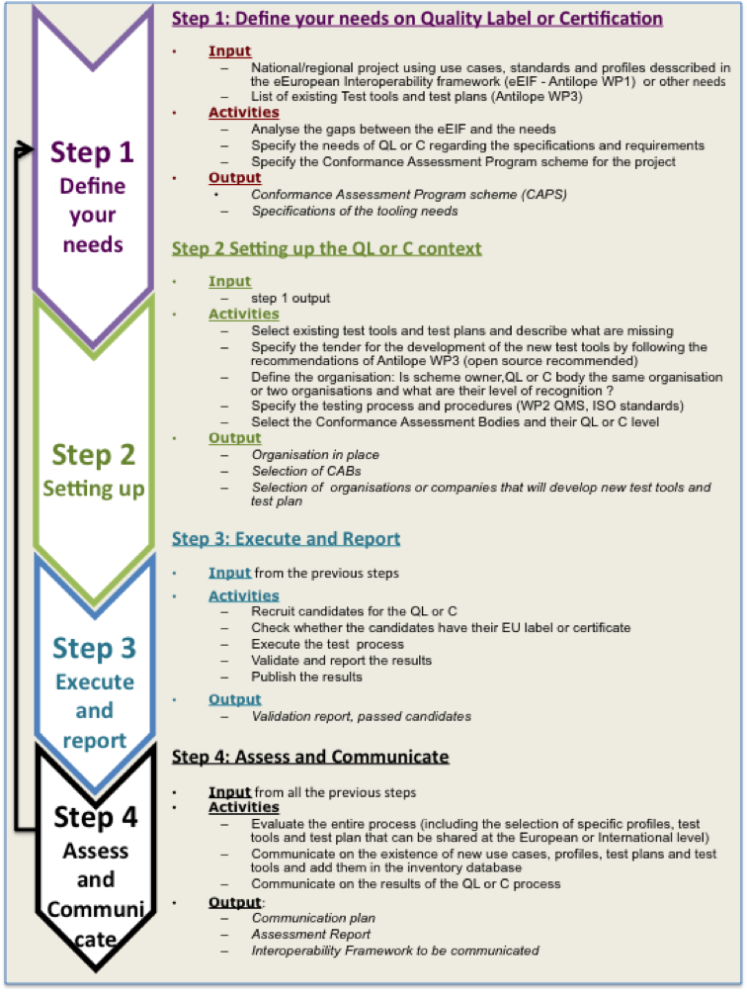 Step 1: Define your needs on Quality Label or Certification
• Input
– National/regional project using use cases, standards and profiles desscribed in
the eEuropean Interoperability framework (eEIF - Antilope WP1) or other needs
– List of existing Test tools and test plans (Antilope WP3)
• Activities
– Analyse the gaps between the eEIF and the needs
– Specify the needs of QL or C regarding the specifications and requirements
– Specify the Conformance Assessment Program scheme for the project
• Output
• Conformance Assessment Program scheme (CAPS)
– Specifications of the tooling needs
Step 1
Define
your
needs
Step 2 Setting up the QL or C context
• Input
– step 1 output
• Activities
– Select existing test tools and test plans and describe what are missing
– Specify the tender for the development of the new test tools by following the
recommendations of Antilope WP3 (open source recommended)
– Define the organisation: Is scheme owner,QL or C body the same organisation
or two organisations and what are their level of recognition ?
– Specify the testing process and procedures (WP2 QMS, ISO standards)
– Select the Conformance Assessment Bodies and their QL or C level
• Output
– Organisation in place
– Selection of CABs
– Selection of organisations or companies that will develop new test tools and
test plan
Step 2
Setting up
Step 3: Execute and Report
• Input from the previous steps
• Activities
– Recruit candidates for the QL or C
– Check whether the candidates have their EU label or certificate
– Execute the test process
– Validate and report the results
– Publish the results
• Output
– Validation report, passed candidates
Step 3
Execute
and
report
Step 4: Assess and Communicate
• Input from all the previous steps
• Activities
– Evaluate the entire process (including the selection of specific profiles, test
tools and test plan that can be shared at the European or International level)
– Communicate on the existence of new use cases, profiles, test plans and test
tools and add them in the inventory database
– Communicate on the results of the QL or C process
• Output:
– Communication plan
– Assessment Report
– Interoperability Framework to be communicated
Step 4
Assess
and
Communi
cate